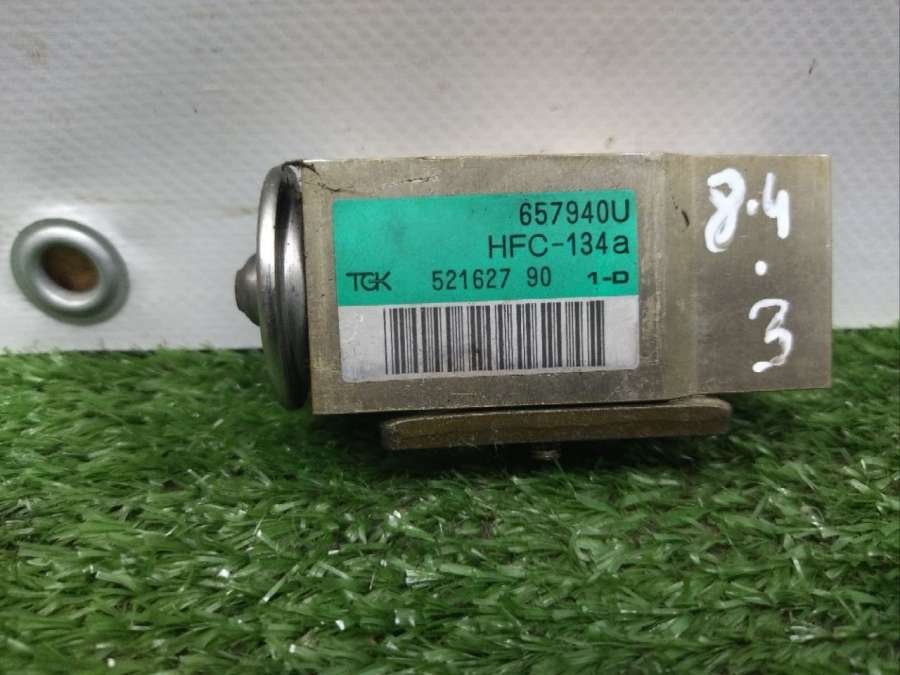 657940U
HFC-134a
TGK 521627 90 1-D
8.4
.
3